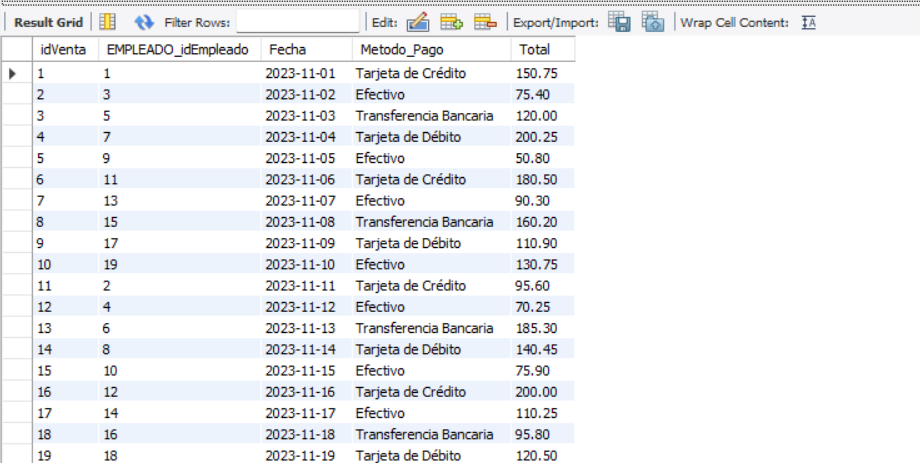 Result Grid Filter Rows: Edit: Export/Import: Wrap Cell Content: IA
idVenta EMPLEADO_idEmpleado Fecha Metodo_Pago Total
1 1 2023-11-01 Tarjeta de Crédito 150.75
2 3 2023-11-02 Efectivo 75.40
3 5 2023-11-03 Transferencia Bancaria 120.00
4 7 2023-11-04 Tarjeta de Débito 200.25
5 9 2023-11-05 Efectivo 50.80
6 11 2023-11-06 Tarjeta de Crédito 180.50
7 13 2023-11-07 Efectivo 90.30
8 15 2023-11-08 Transferencia Bancaria 160.20
9 17 2023-11-09 Tarjeta de Débito 110.90
10 19 2023-11-10 Efectivo 130.75
11 2 2023-11-11 Tarjeta de Crédito 95.60
12 4 2023-11-12 Efectivo 70.25
13 6 2023-11-13 Transferencia Bancaria 185.30
14 8 2023-11-14 Tarjeta de Débito 140.45
15 10 2023-11-15 Efectivo 75.90
16 12 2023-11-16 Tarjeta de Crédito 200.00
17 14 2023-11-17 Efectivo 110.25
18 16 2023-11-18 Transferencia Bancaria 95.80
19 18 2023-11-19 Tarjeta de Débito 120.50